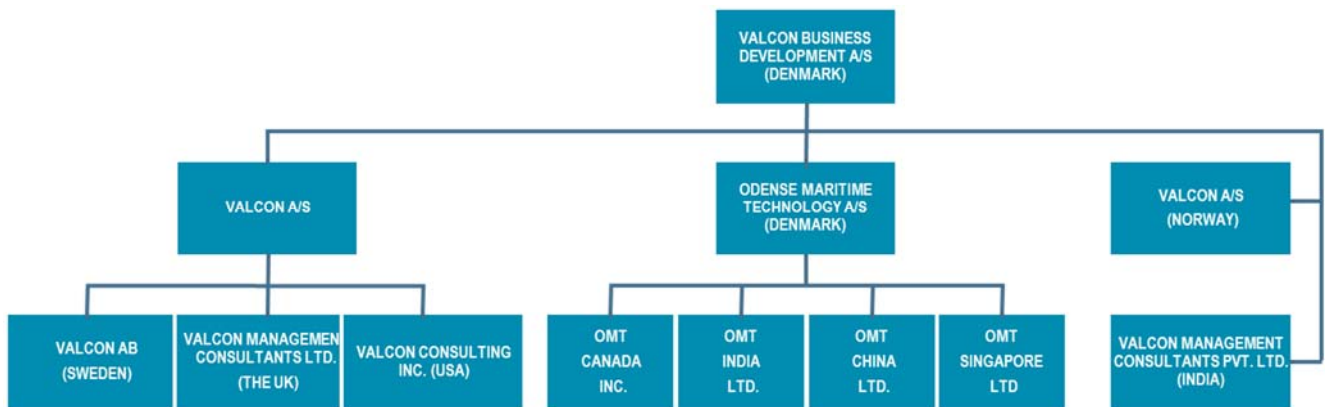 VALCON BUSINESS
DEVELOPMENT A/S
(DENMARK)
VALCON A/S
ODENSE MARITIME
TECHNOLOGY A/S
(DENMARK)
VALCON A/S
(NORWAY)
VALCON AB
(SWEDEN)
VALCON MANAGEMEN
CONSULTANTS LTD.
(THE UK)
VALCON CONSULTING
INC. (USA)
OMT
CANADA
INC.
OMT
INDIA
LTD.
OMT
CHINA
LTD.
OMT
SINGAPORE
LTD
VALCON MANAGEMENT
CONSULTANTS PVT. LTD.
(INDIA)